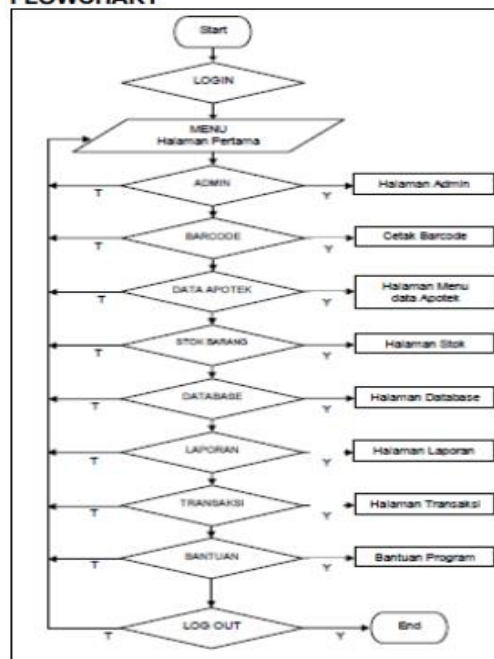 FLOWCHART
Start
LOGIN
MENU
Halaman Pertama
ADMIN
T
Y
Halaman Admin
BARCODE
T
Y
Cetak Barcode
DATA APOTEK
T
Y
Halaman Menu
data Apotek
STOK BARANG
T
Y
Halaman Stok
DATABASE
T
Y
Halaman Database
LAPORAN
T
Y
Halaman Laporan
TRANSAKSI
T
Y
Halaman Transaksi
BANTUAN
T
Y
Bantuan Program
LOG OUT
T
Y
End